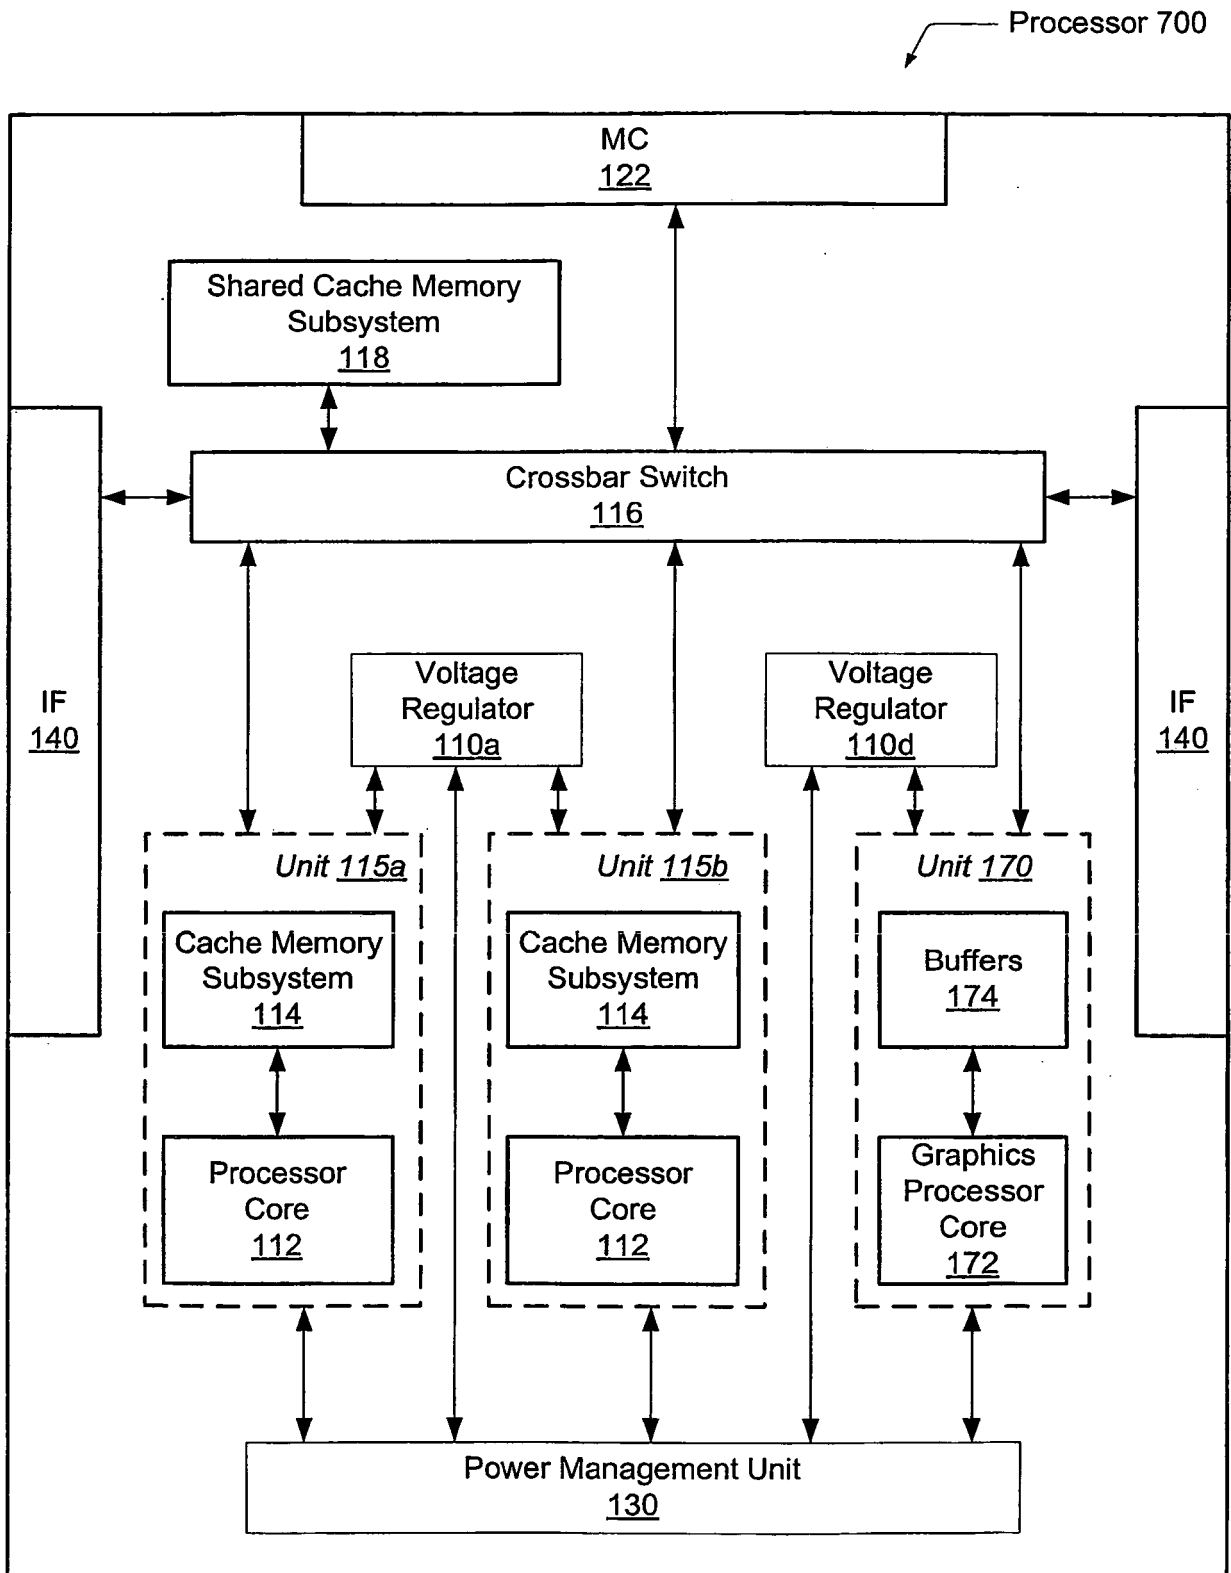 Processor 700
MC
122
Shared Cache Memory
Subsystem
118
Crossbar Switch
116
IF
140
Voltage
Regulator
110a
Voltage
Regulator
110d
IF
140
Unit 115a
Cache Memory
Subsystem
114
Processor
Core
112
Unit 115b
Cache Memory
Subsystem
114
Processor
Core
112
Unit 170
Buffers
174
Graphics
Processor
Core
172
Power Management Unit
130